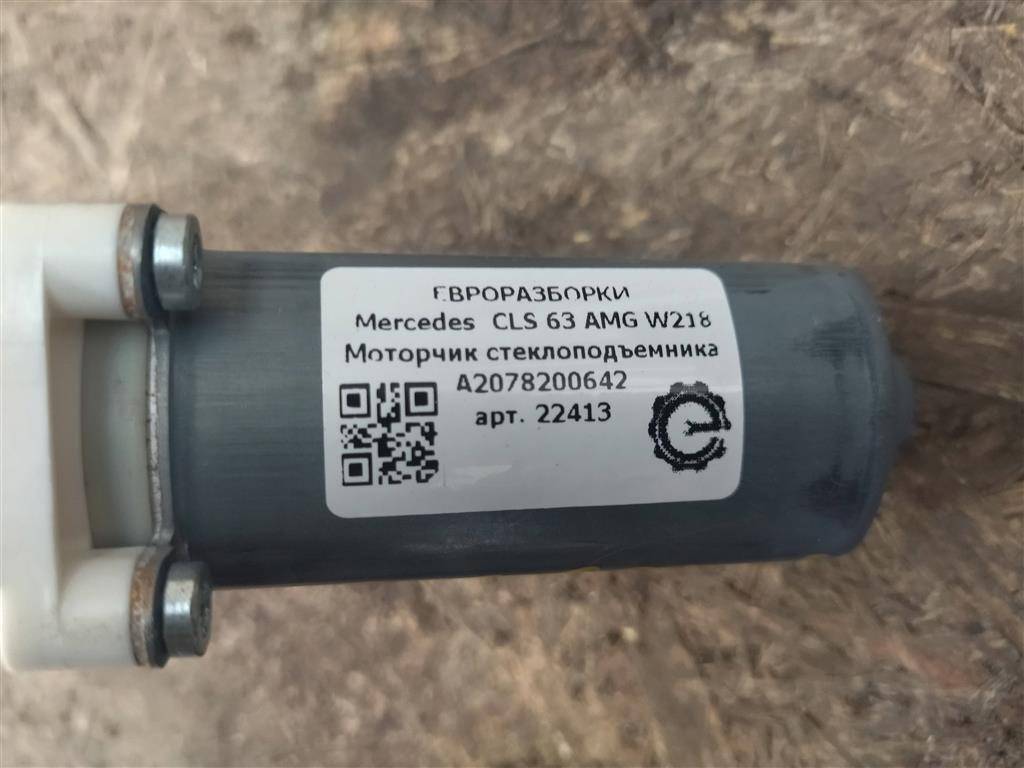 ЕВРОРАЗБОРКИ
Mercedes CLS 63 AMG W218
Моторчик стеклоподъемника
A2078200642
арт. 22413